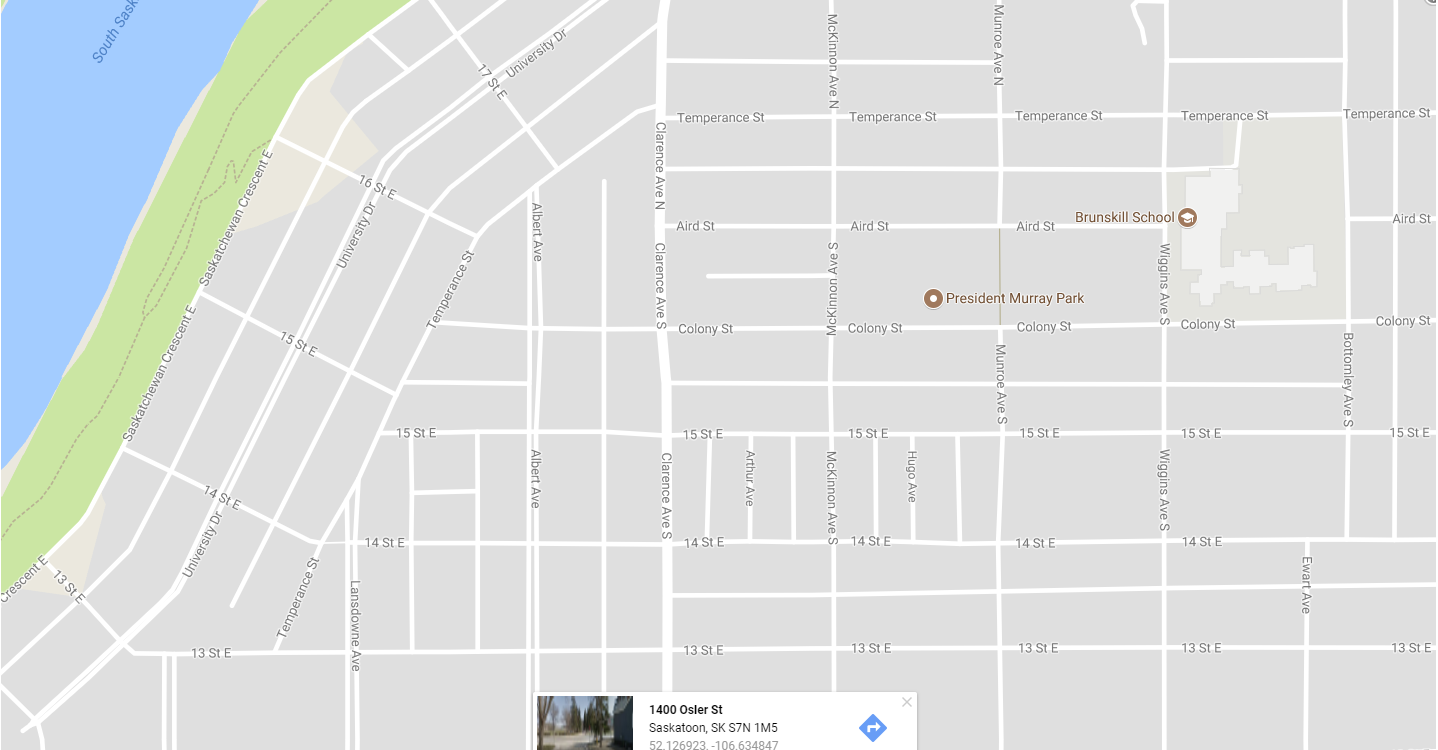 South Sask
University Dr
17 St E
McKinnon Ave N
Munroe Ave N
Temperance St
Temperance St
Temperance St
Temperance St
Temperance St
Clarence Ave N
Saskatchewan Crescent E
16 St E
University Dr
Albert Ave
Brunskill School
Aird St
Aird St
Aird St
Aird St
Temperance St
Clarence Ave S
McKinnon Ave S
Wiggins Ave S
President Murray Park
Colony St
Colony St
Colony St
Colony St
Colony St
Saskatchewan Crescent E
15 St E
Munroe Ave S
Bottomley Ave S
15 St E
15 St E
15 St E
15 St E
15 St E
15 St E
Albert Ave
Clarence Ave S
Arthur Ave
McKinnon Ave S
Hugo Ave
Wiggins Ave S
14 St E
University Dr
14 St E
14 St E
14 St E
14 St E
14 St E
Crescent E
13 St E
Temperance St
Lansdowne Ave
Ewart Ave
13 St E
13 St E
13 St E
13 St E
13 St E
13 St E
1400 Osler St
Saskatoon, SK S7N 1M5
52.126923, -106.634847